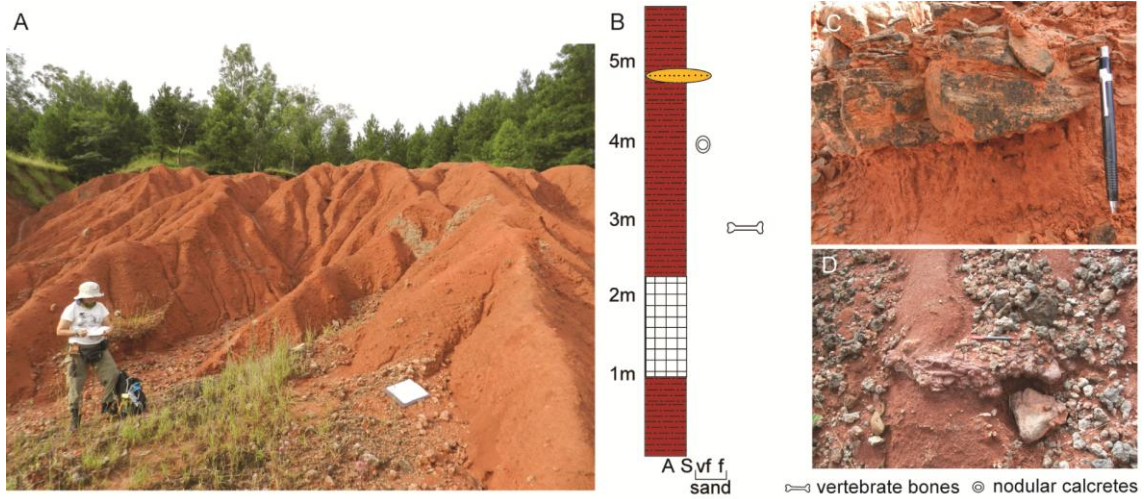 A
B
5m
4m
3m
2m
1m
A S vf f
sand
C
D
vertebrate bones
nodular calcretes